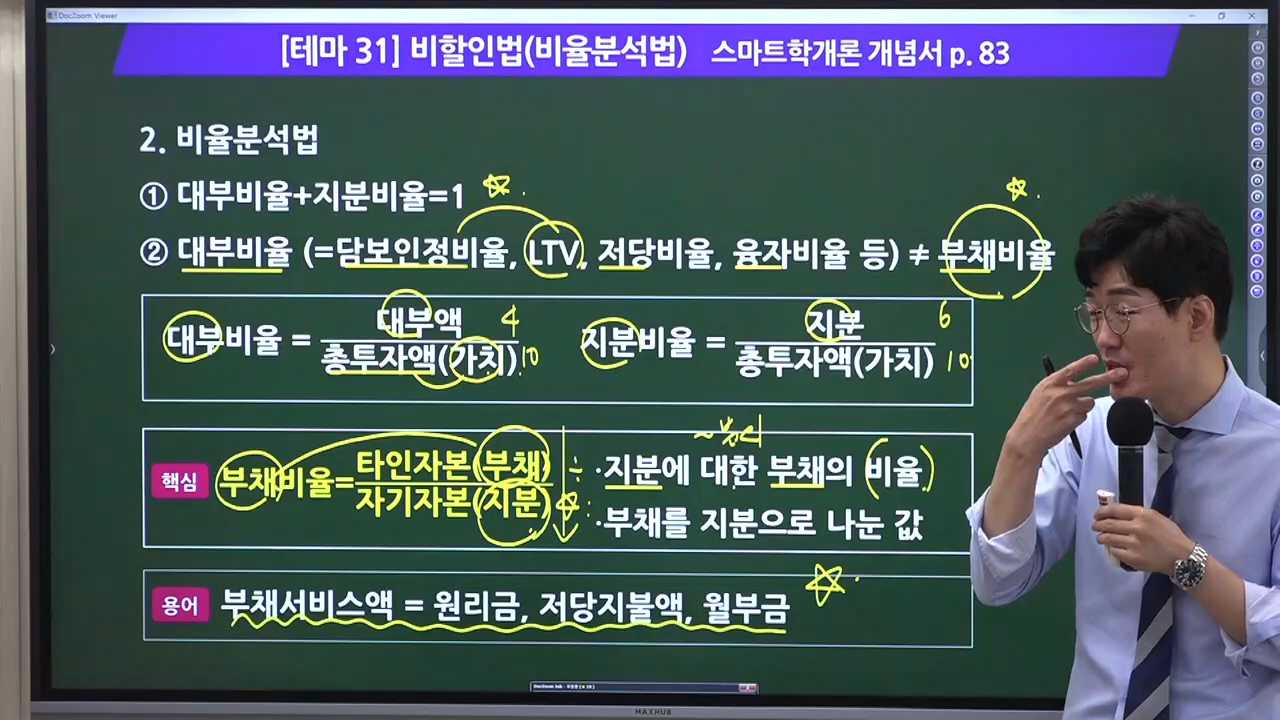 DocZoom Viewer
[테마 31] 비할인법(비율분석법) 스마트학개론 개념서 p. 83
2. 비율분석법
① 대부비율+지분비율=1
② 대부비율 (=담보인정비율, LTV, 저당비율, 융자비율 등) ≠ 부채비율
대부비율 = 대부액 4
총투자액(가치) 10
지분비율 = 지분 6
총투자액(가치) 10
핵심 부채비율= 타인자본(부채)
자기자본(지분)
÷
·지분에 대한 부채의 비율
·부채를 지분으로 나눈 값
용어 부채서비스액 = 원리금, 저당지불액, 월부금
MAXHUB